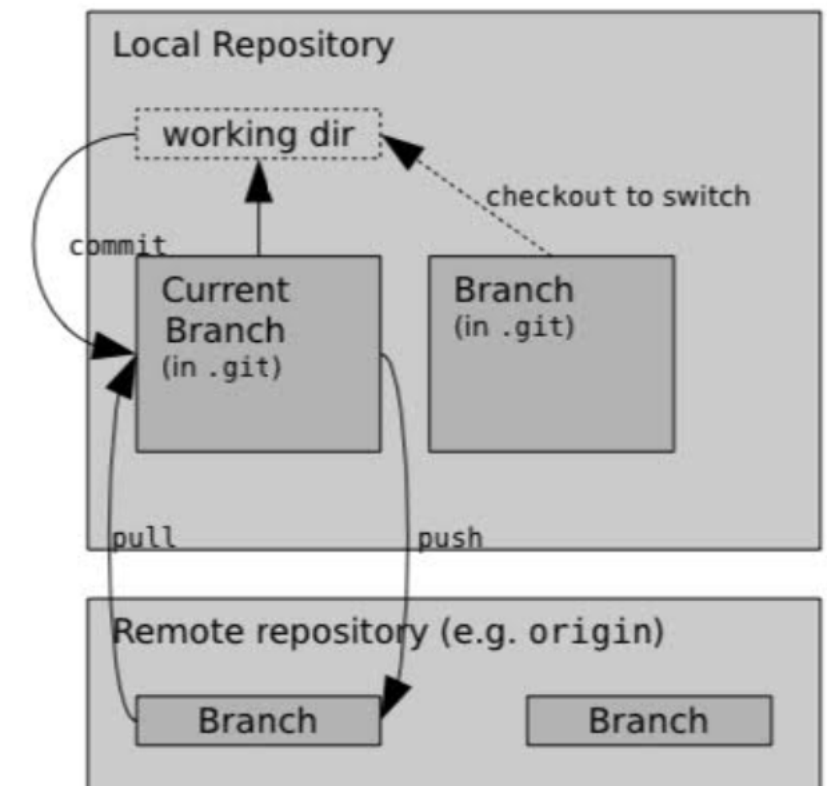 Local Repository
working dir
checkout to switch
commit
Current
Branch
(in .git)
Branch
(in .git)
pull
push
Remote repository (e.g. origin)
Branch
Branch